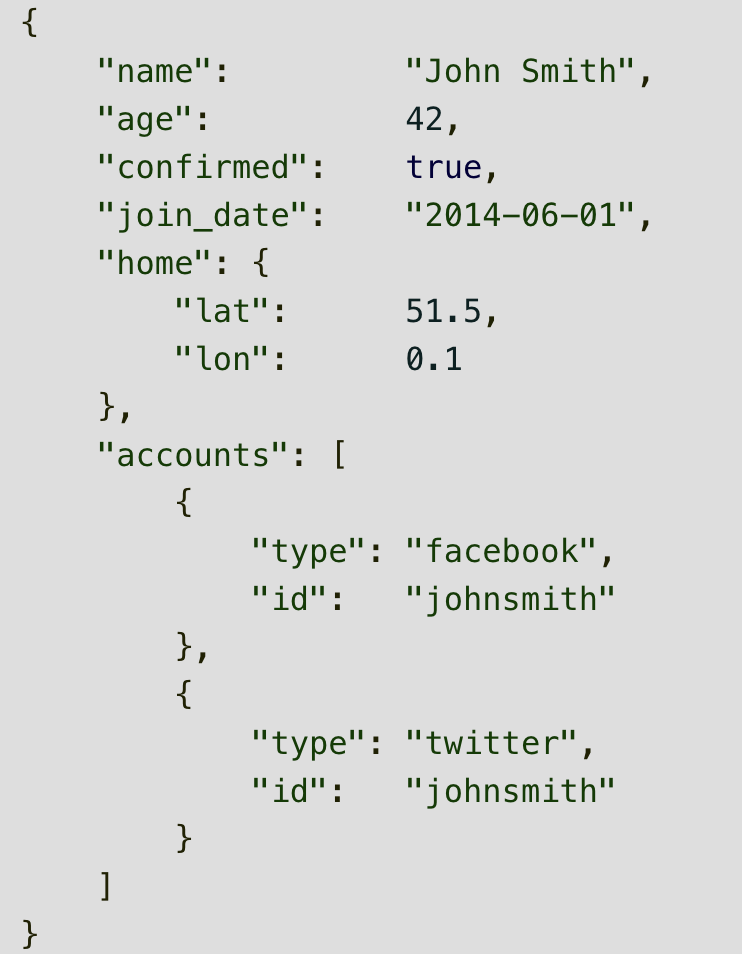 {
    "name":         "John Smith",
    "age":          42,
    "confirmed":    true,
    "join_date":    "2014-06-01",
    "home": {
        "lat":      51.5,
        "lon":      0.1
    },
    "accounts": [
        {
            "type": "facebook",
            "id":   "johnsmith"
        },
        {
            "type": "twitter",
            "id":   "johnsmith"
        }
    ]
}